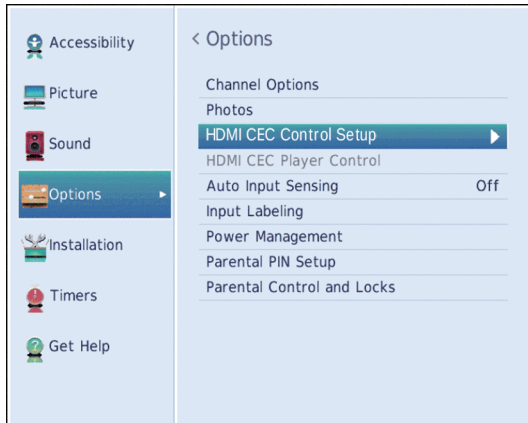 Accessibility
Picture
Sound
Options
Installation
Timers
Get Help
< Options
Channel Options
Photos
HDMI CEC Control Setup
HDMI CEC Player Control
Auto Input Sensing Off
Input Labeling
Power Management
Parental PIN Setup
Parental Control and Locks